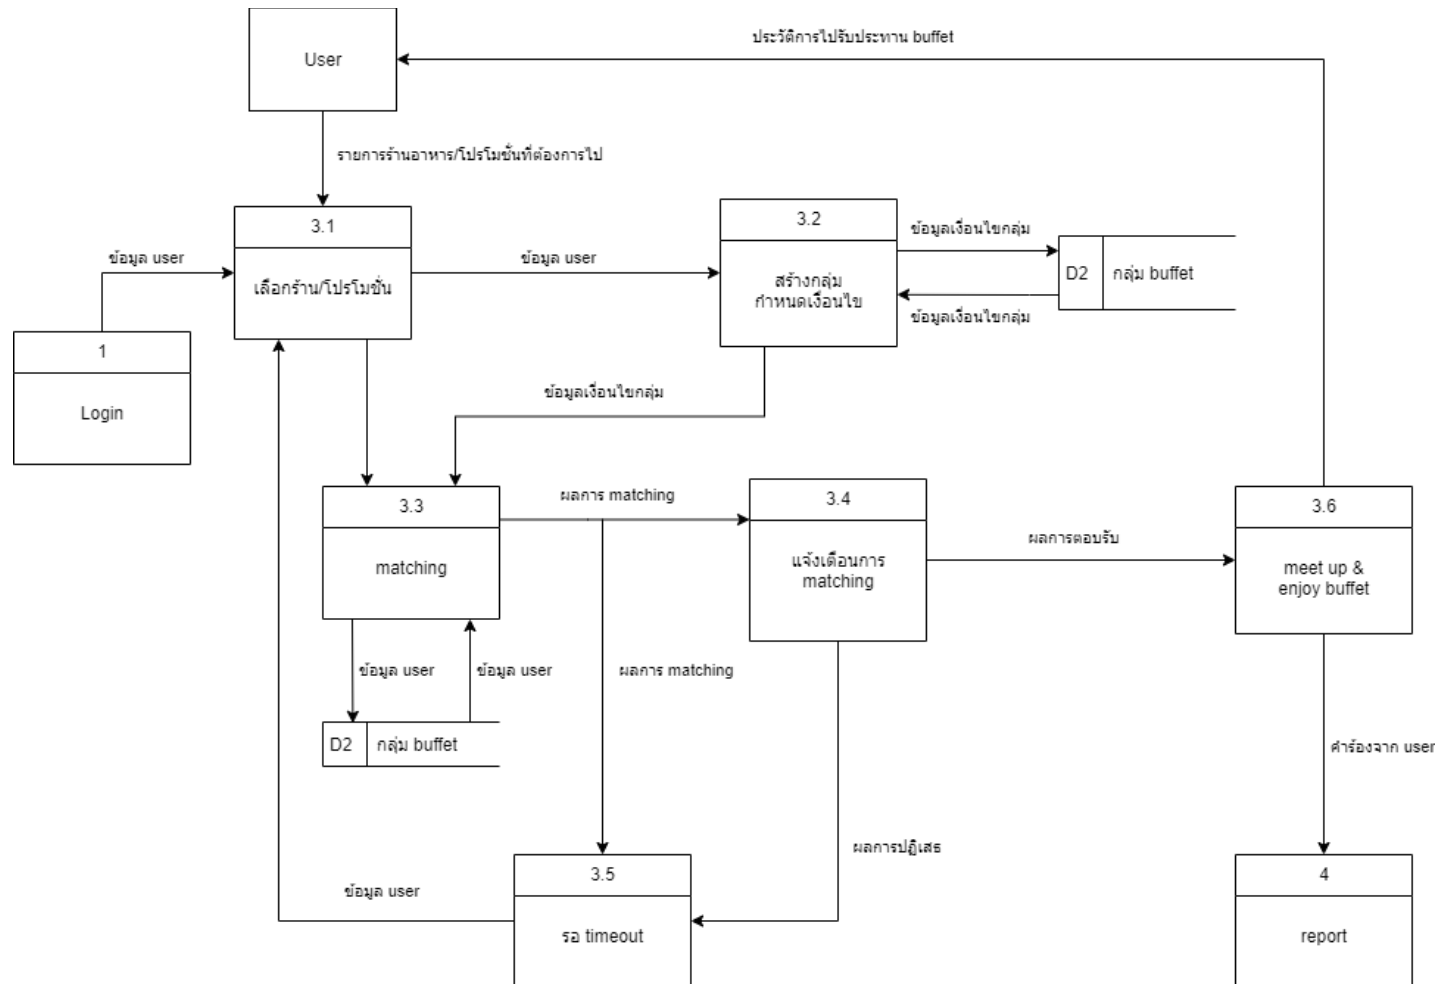 ประวัติการไปรับประทาน buffet
User
รายการร้านอาหาร/โปรโมชั่นที่ต้องการไป
3.1
เลือกร้าน/โปรโมชั่น
ข้อมูล user
1
Login
ข้อมูล user
3.2
สร้างกลุ่ม
กำหนดเงื่อนไข
ข้อมูลเงื่อนไขกลุ่ม
D2
กลุ่ม buffet
ข้อมูลเงื่อนไขกลุ่ม
ข้อมูลเงื่อนไขกลุ่ม
3.3
matching
ผลการ matching
3.4
แจ้งเตือนการ
matching
ผลการตอบรับ
3.6
meet up &
enjoy buffet
ข้อมูล user
ข้อมูล user
ผลการ matching
D2
กลุ่ม buffet
คำร้องจาก user
ผลการปฏิเสธ
ข้อมูล user
3.5
รอ timeout
4
report